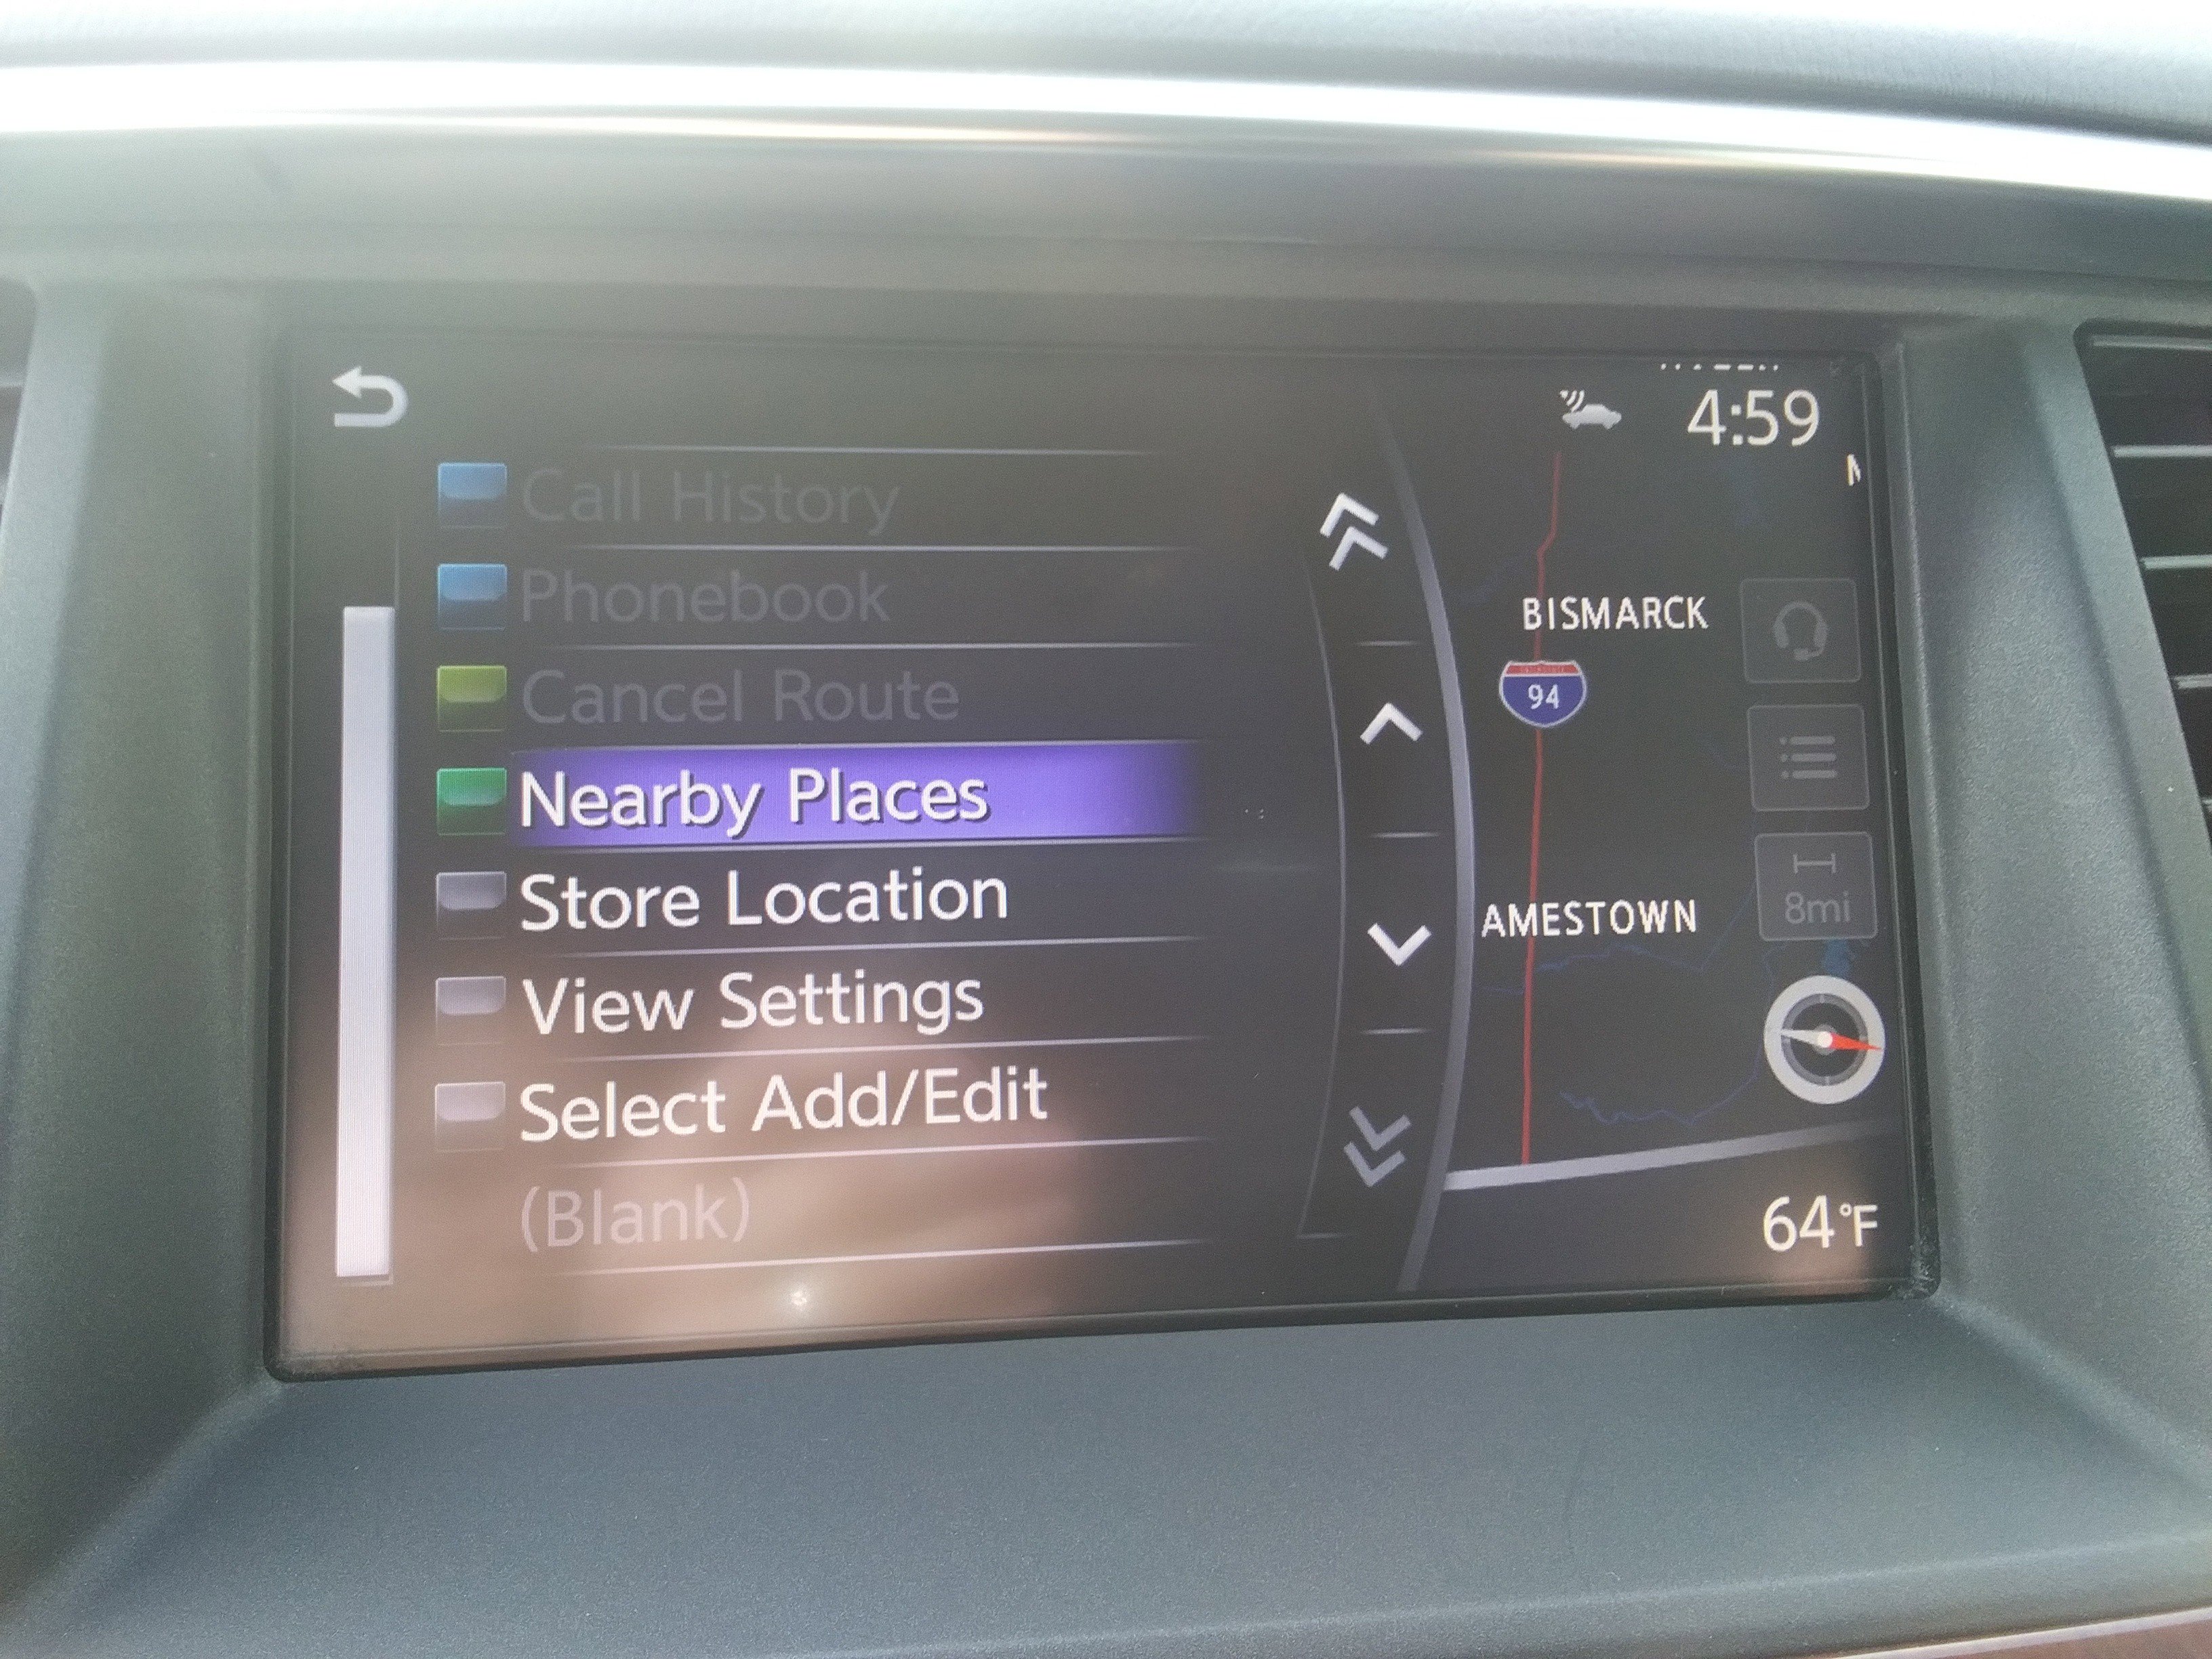 4:59
Call History
Phonebook
Cancel Route
Nearby Places
Store Location
View Settings
Select Add/Edit
(Blank)
BISMARCK
94
AMESTOWN
8mi
64°F